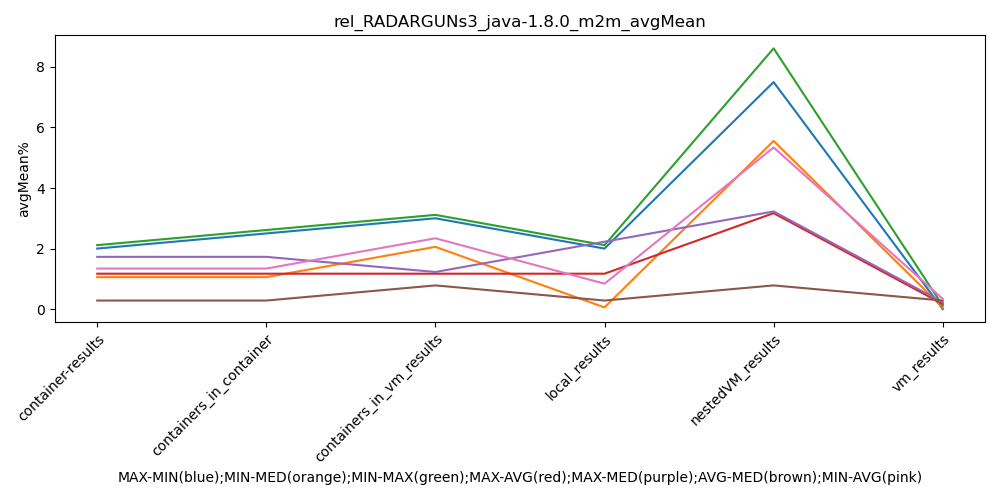 rel_RADARGUNs3_java-1.8.0_m2m_avgMean
avgMean%
8
6
4
2
0
container-results
containers_in_container
containers_in_vm_results
local_results
nestedVM_results
vm_results
MAX-MIN(blue);MIN-MED(orange);MIN-MAX(green);MAX-AVG(red);MAX-MED(purple);AVG-MED(brown);MIN-AVG(pink)